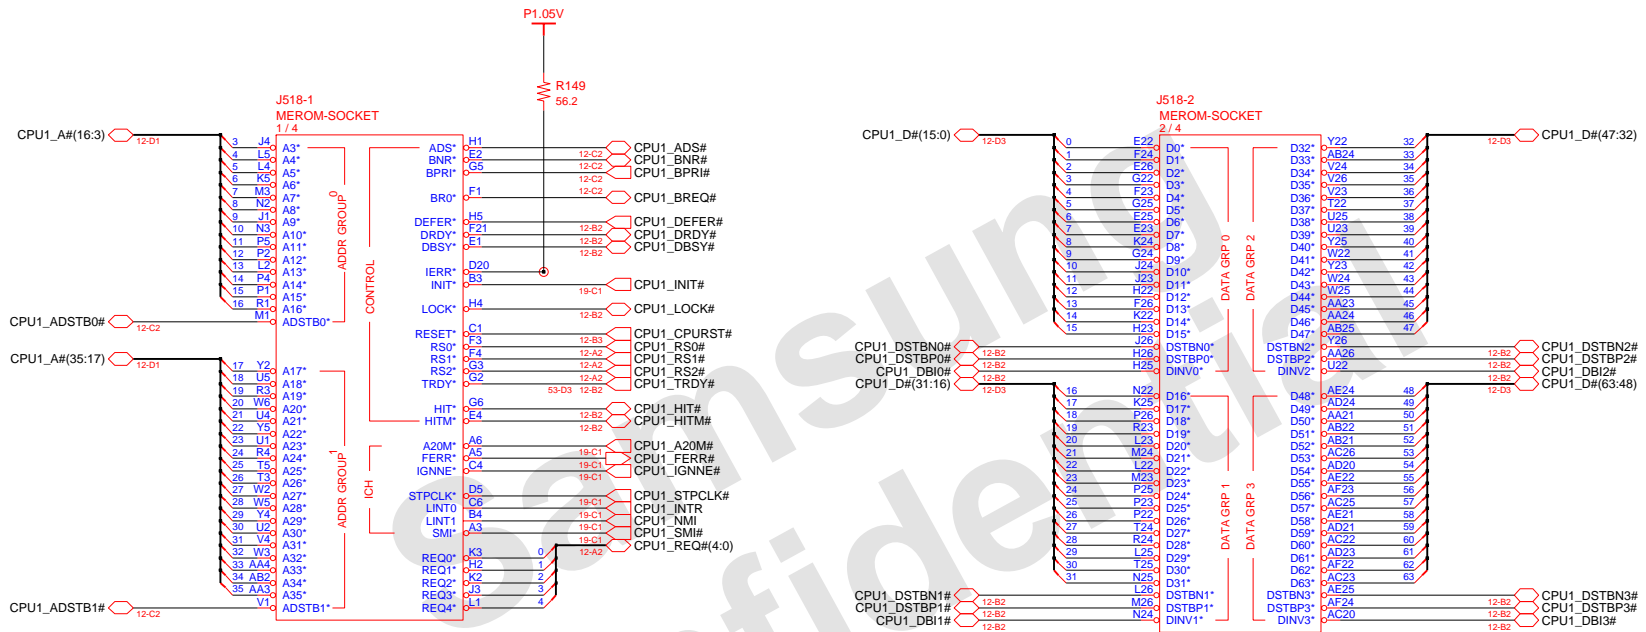 P1.05V
R149
56.2
J518-1
MEROM-SOCKET
1 / 4
CPU1_A#(16:3) 12-D1
3 J4 A3*
4 L5 A4*
5 L4 A5*
6 K5 A6*
7 M3 A7*
8 N2 A8*
9 J1 A9*
10 N3 A10*
11 P5 A11*
12 P2 A12*
13 L2 A13*
14 P4 A14*
15 P1 A15*
16 R1 A16*
CPU1_ADSTB0# 12-C2 M1 ADSTB0*
ADDR GROUP 0
CPU1_A#(35:17) 12-D1
17 Y2 A17*
18 U5 A18*
19 R3 A19*
20 W6 A20*
21 U4 A21*
22 Y5 A22*
23 U1 A23*
24 R4 A24*
25 T5 A25*
26 T3 A26*
27 W2 A27*
28 W5 A28*
29 Y4 A29*
30 U2 A30*
31 V4 A31*
32 W3 A32*
33 AA4 A33*
34 AB2 A34*
35 AA3 A35*
CPU1_ADSTB1# 12-C2 V1 ADSTB1*
ADDR GROUP 1
CONTROL
ICH
ADS* H1 CPU1_ADS#
BNR* E2 12-C2 CPU1_BNR#
BPRI* G5 12-C2 CPU1_BPRI#
12-C2
BR0* F1 CPU1_BREQ#
12-C2
DEFER* H5 CPU1_DEFER#
DRDY* F21 12-B2 CPU1_DRDY#
DBSY* E1 12-B2 CPU1_DBSY#
12-B2
IERR* D20
INIT* B3 CPU1_INIT#
19-C1
LOCK* H4 CPU1_LOCK#
12-B2
RESET* C1 CPU1_CPURST#
RS0* F3 12-B3 CPU1_RS0#
RS1* F4 12-A2 CPU1_RS1#
RS2* G3 12-A2 CPU1_RS2#
TRDY* G2 12-A2 CPU1_TRDY#
53-D3 12-B2
HIT* G6 CPU1_HIT#
HITM* E4 12-B2 CPU1_HITM#
12-B2
A20M* A6 CPU1_A20M#
FERR* A5 19-C1 CPU1_FERR#
IGNNE* C4 19-C1 CPU1_IGNNE#
19-C1
STPCLK* D5 CPU1_STPCLK#
LINT0 C6 19-C1 CPU1_INTR
LINT1 B4 19-C1 CPU1_NMI
SMI* A3 19-C1 CPU1_SMI#
19-C1 CPU1_REQ#(4:0)
12-A2
REQ0* K3 0
REQ1* H2 1
REQ2* K2 2
REQ3* J3 3
REQ4* L1 4
J518-2
MEROM-SOCKET
2 / 4
CPU1_D#(15:0) 12-D3
0 E22 D0*
1 F24 D1*
2 E26 D2*
3 G22 D3*
4 F23 D4*
5 G25 D5*
6 E25 D6*
7 E23 D7*
8 K24 D8*
9 G24 D9*
10 J24 D10*
11 J23 D11*
12 H22 D12*
13 F26 D13*
14 K22 D14*
15 H23 D15*
CPU1_DSTBN0# J26 DSTBN0*
CPU1_DSTBP0# 12-B2 H26 DSTBP0*
CPU1_DBI0# 12-B2 H25 DINV0*
DATA GRP 0
CPU1_D#(31:16) 12-B2
12-D3
16 N22 D16*
17 K25 D17*
18 P26 D18*
19 R23 D19*
20 L23 D20*
21 M24 D21*
22 L22 D22*
23 M23 D23*
24 P25 D24*
25 P23 D25*
26 P22 D26*
27 T24 D27*
28 R24 D28*
29 L25 D29*
30 T25 D30*
31 N25 D31*
CPU1_DSTBN1# L26 DSTBN1*
CPU1_DSTBP1# 12-B2 M26 DSTBP1*
CPU1_DBI1# 12-B2 N24 DINV1*
12-B2
DATA GRP 1
CPU1_D#(47:32) 12-D3
D32* Y22 32
D33* AB24 33
D34* V24 34
D35* V26 35
D36* V23 36
D37* T22 37
D38* U25 38
D39* U23 39
D40* Y25 40
D41* W22 41
D42* Y23 42
D43* W24 43
D44* W25 44
D45* AA23 45
D46* AA24 46
D47* AB25 47
DSTBN2* Y26 CPU1_DSTBN2#
DSTBP2* AA26 12-B2 CPU1_DSTBP2#
DINV2* U22 12-B2 CPU1_DBI2#
DATA GRP 2
12-B2 CPU1_D#(63:48)
12-D3
D48* AE24 48
D49* AD24 49
D50* AA21 50
D51* AB22 51
D52* AB21 52
D53* AC26 53
D54* AD20 54
D55* AE22 55
D56* AF23 56
D57* AC25 57
D58* AE21 58
D59* AD21 59
D60* AC22 60
D61* AD23 61
D62* AF22 62
D63* AC23 63
DSTBN3* AE25 CPU1_DSTBN3#
DSTBP3* AF24 12-B2 CPU1_DSTBP3#
DINV3* AC20 12-B2 CPU1_DBI3#
12-B2
DATA GRP 3
Samsung